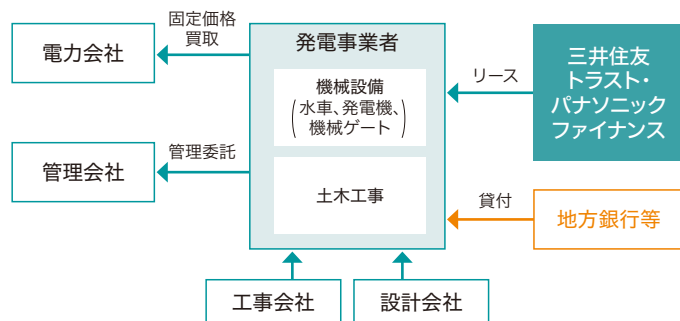 固定価格
買取
電力会社
発電事業者
機械設備
(水車、発電機、
機械ゲート)
リース
三井住友
トラスト・
パナソニック
ファイナンス
管理委託
管理会社
土木工事
貸付
地方銀行等
工事会社
設計会社